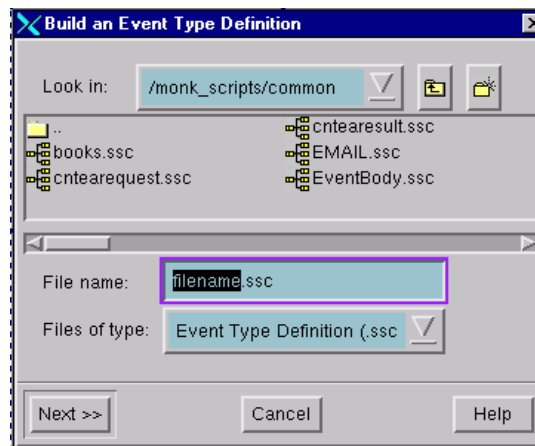 Build an Event Type Definition
Look in: /monk_scripts/common
.. cntearesult.ssc
books.ssc EMAIL.ssc
cntearequest.ssc EventBody.ssc
File name: filename.ssc
Files of type: Event Type Definition (.ssc
Next >> Cancel Help